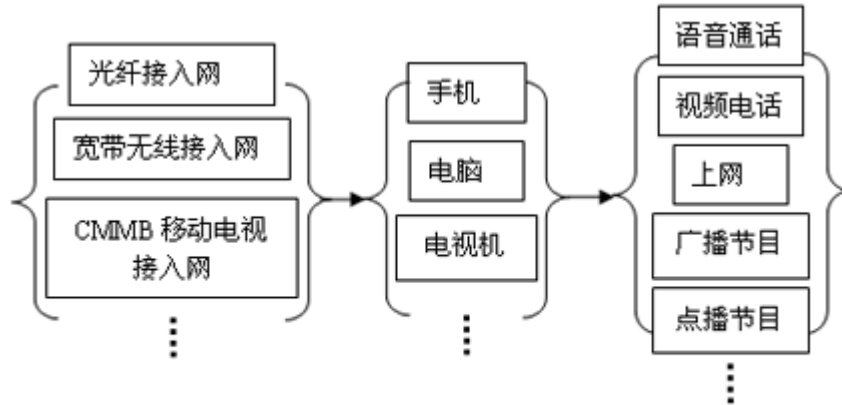 光纤接入网
宽带无线接入网
CMMB 移动电视
接入网
手机
电脑
电视机
语音通话
视频电话
上网
广播节目
点播节目